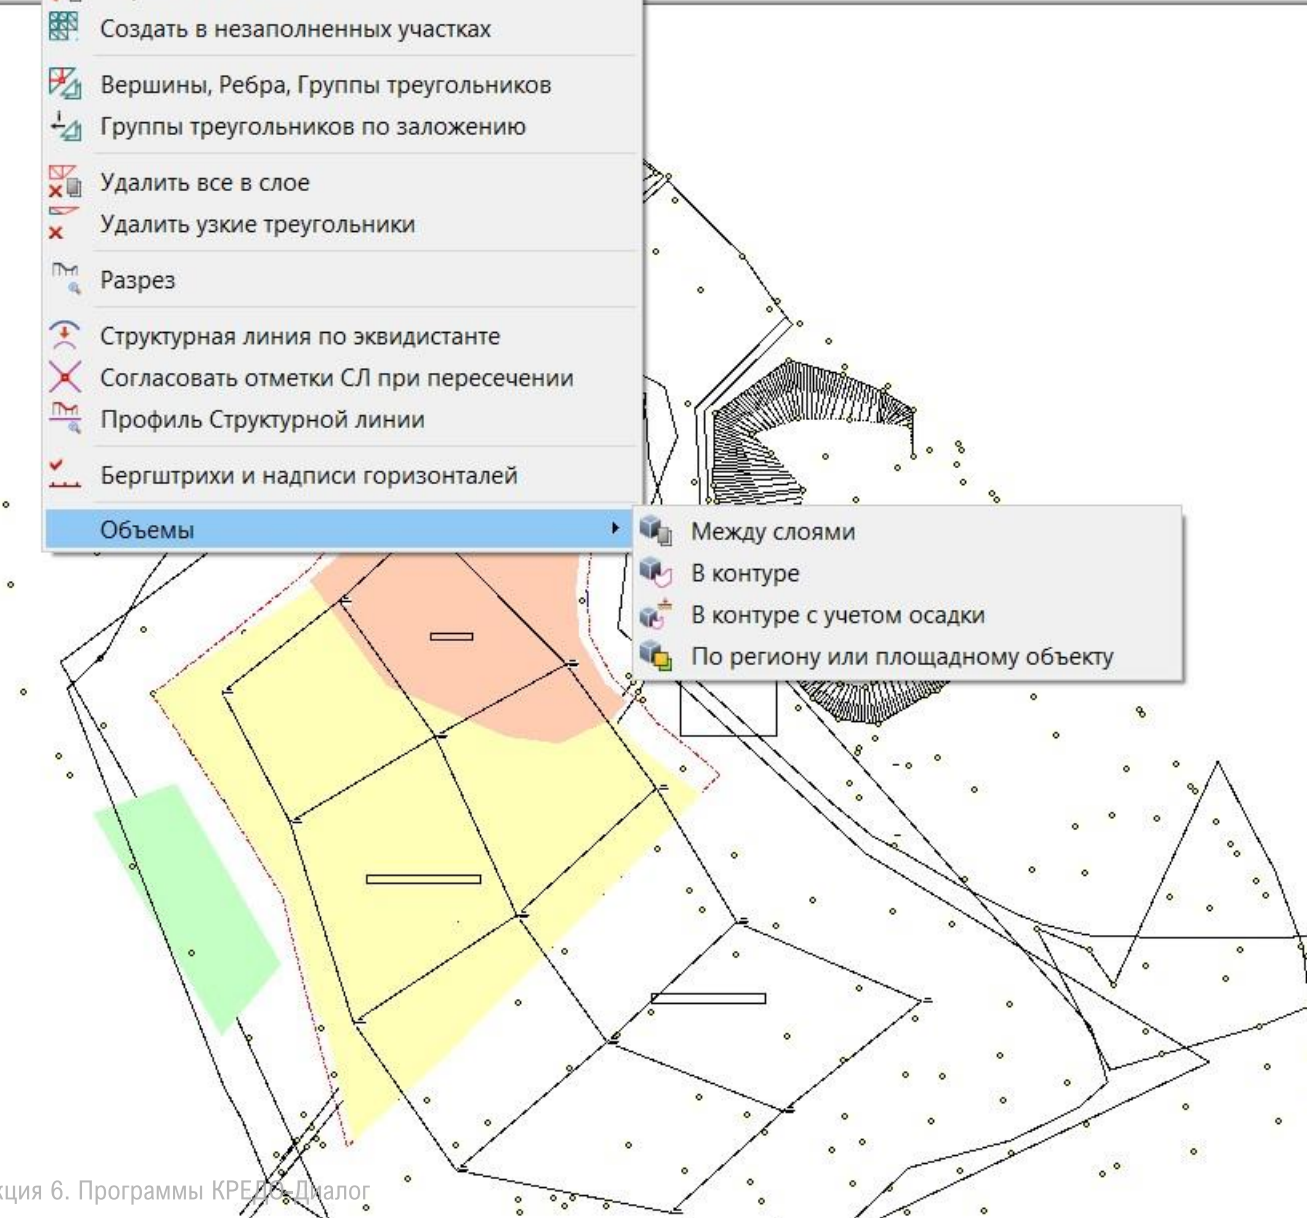 Создать в незаполненных участках
Вершины, Ребра, Группы треугольников
Группы треугольников по заложению
Удалить все в слое
Удалить узкие треугольники
Разрез
Структурная линия по эквидистанте
Согласовать отметки СЛ при пересечении
Профиль Структурной линии
Бергштрихи и надписи горизонталей
Объемы
Между слоями
В контуре
В контуре с учетом осадки
По региону или площадному объекту
кция 6. Программы КРЕДО-Диалог